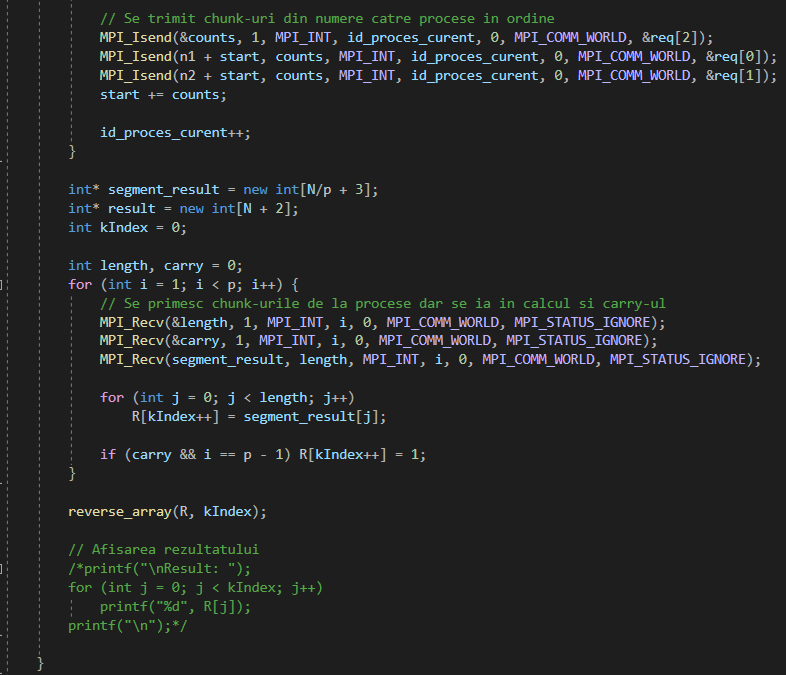 // Se trimit chunk-uri din numere catre procese in ordine
MPI_Isend(&counts, 1, MPI_INT, id_proces_curent, 0, MPI_COMM_WORLD, &req[2]);
MPI_Isend(n1 + start, counts, MPI_INT, id_proces_curent, 0, MPI_COMM_WORLD, &req[0]);
MPI_Isend(n2 + start, counts, MPI_INT, id_proces_curent, 0, MPI_COMM_WORLD, &req[1]);
start += counts;
id_proces_curent++;
}
int* segment_result = new int[N/p + 3];
int* result = new int[N + 2];
int kIndex = 0;
int length, carry = 0;
for (int i = 1; i < p; i++) {
// Se primesc chunk-urile de la procese dar se ia in calcul si carry-ul
MPI_Recv(&length, 1, MPI_INT, i, 0, MPI_COMM_WORLD, MPI_STATUS_IGNORE);
MPI_Recv(&carry, 1, MPI_INT, i, 0, MPI_COMM_WORLD, MPI_STATUS_IGNORE);
MPI_Recv(segment_result, length, MPI_INT, i, 0, MPI_COMM_WORLD, MPI_STATUS_IGNORE);
for (int j = 0; j < length; j++)
R[kIndex++] = segment_result[j];
if (carry && i == p - 1) R[kIndex++] = 1;
}
reverse_array(R, kIndex);
// Afisarea rezultatului
/*printf("\nResult: ");
for (int j = 0; j < kIndex; j++)
printf("%d", R[j]);
printf("\n");*/
}